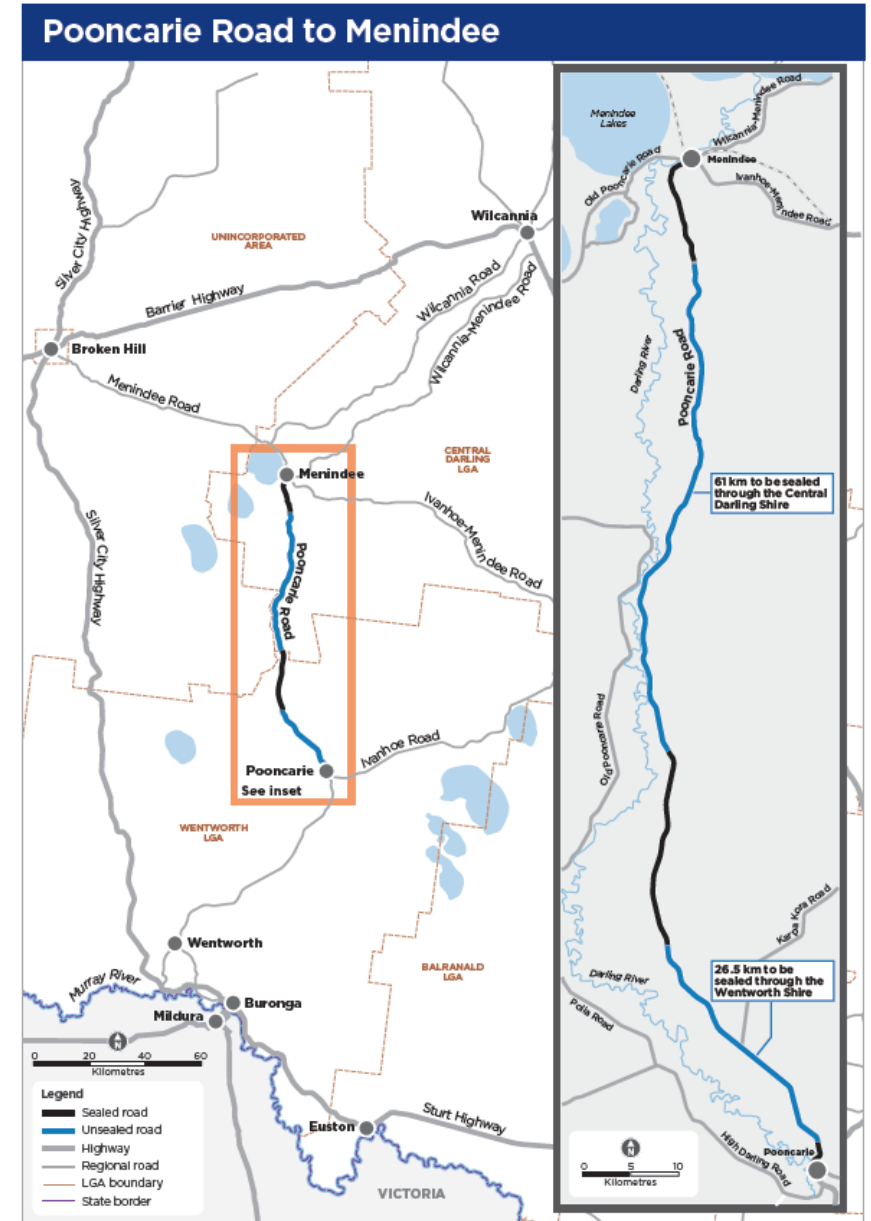 Pooncarie Road to Menindee
Silver City Highway
UNINCORPORATED
AREA
Wilcannia
Barrier Highway
Wilcannia Road
Wilcannia-Menindee Road
Broken Hill
Menindee Road
CENTRAL
DARLING
LGA
Menindee
Ivanhoe-Menindee Road
Silver City Highway
Pooncarie Road
Pooncarie
See inset
Ivanhoe Road
WENTWORTH
LGA
Wentworth
BALRANALD
LGA
Murray River
Buronga
Mildura
N
0 20 40 60
Kilometres
Euston
Sturt Highway
VICTORIA
Legend
Sealed road
Unsealed road
Highway
Regional road
LGA boundary
State border
Menindee
Lakes
Wilcannia-Menindee Road
Old Pooncarie Road
Menindee
Ivanhoe-Menindee Road
Darling River
Pooncarie Road
61 km to be sealed
through the Central
Darling Shire
Old Pooncarie Road
Karpa Kora Road
Darling River
26.5 km to be
sealed through the
Wentworth Shire
Polia Road
High Darling Road
Pooncarie
N
0 5 10
Kilometres